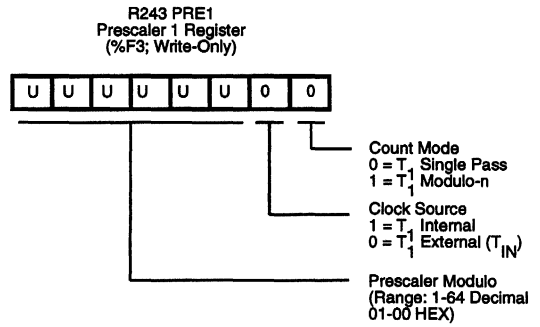 R243 PRE1
Prescaler 1 Register
(%F3; Write-Only)
U U U U U U 0 0
Count Mode
0 = T1 Single Pass
1 = T1 Modulo-n
Clock Source
1 = T1 Internal
0 = T1 External (TIN)
Prescaler Modulo
(Range: 1-64 Decimal
01-00 HEX)